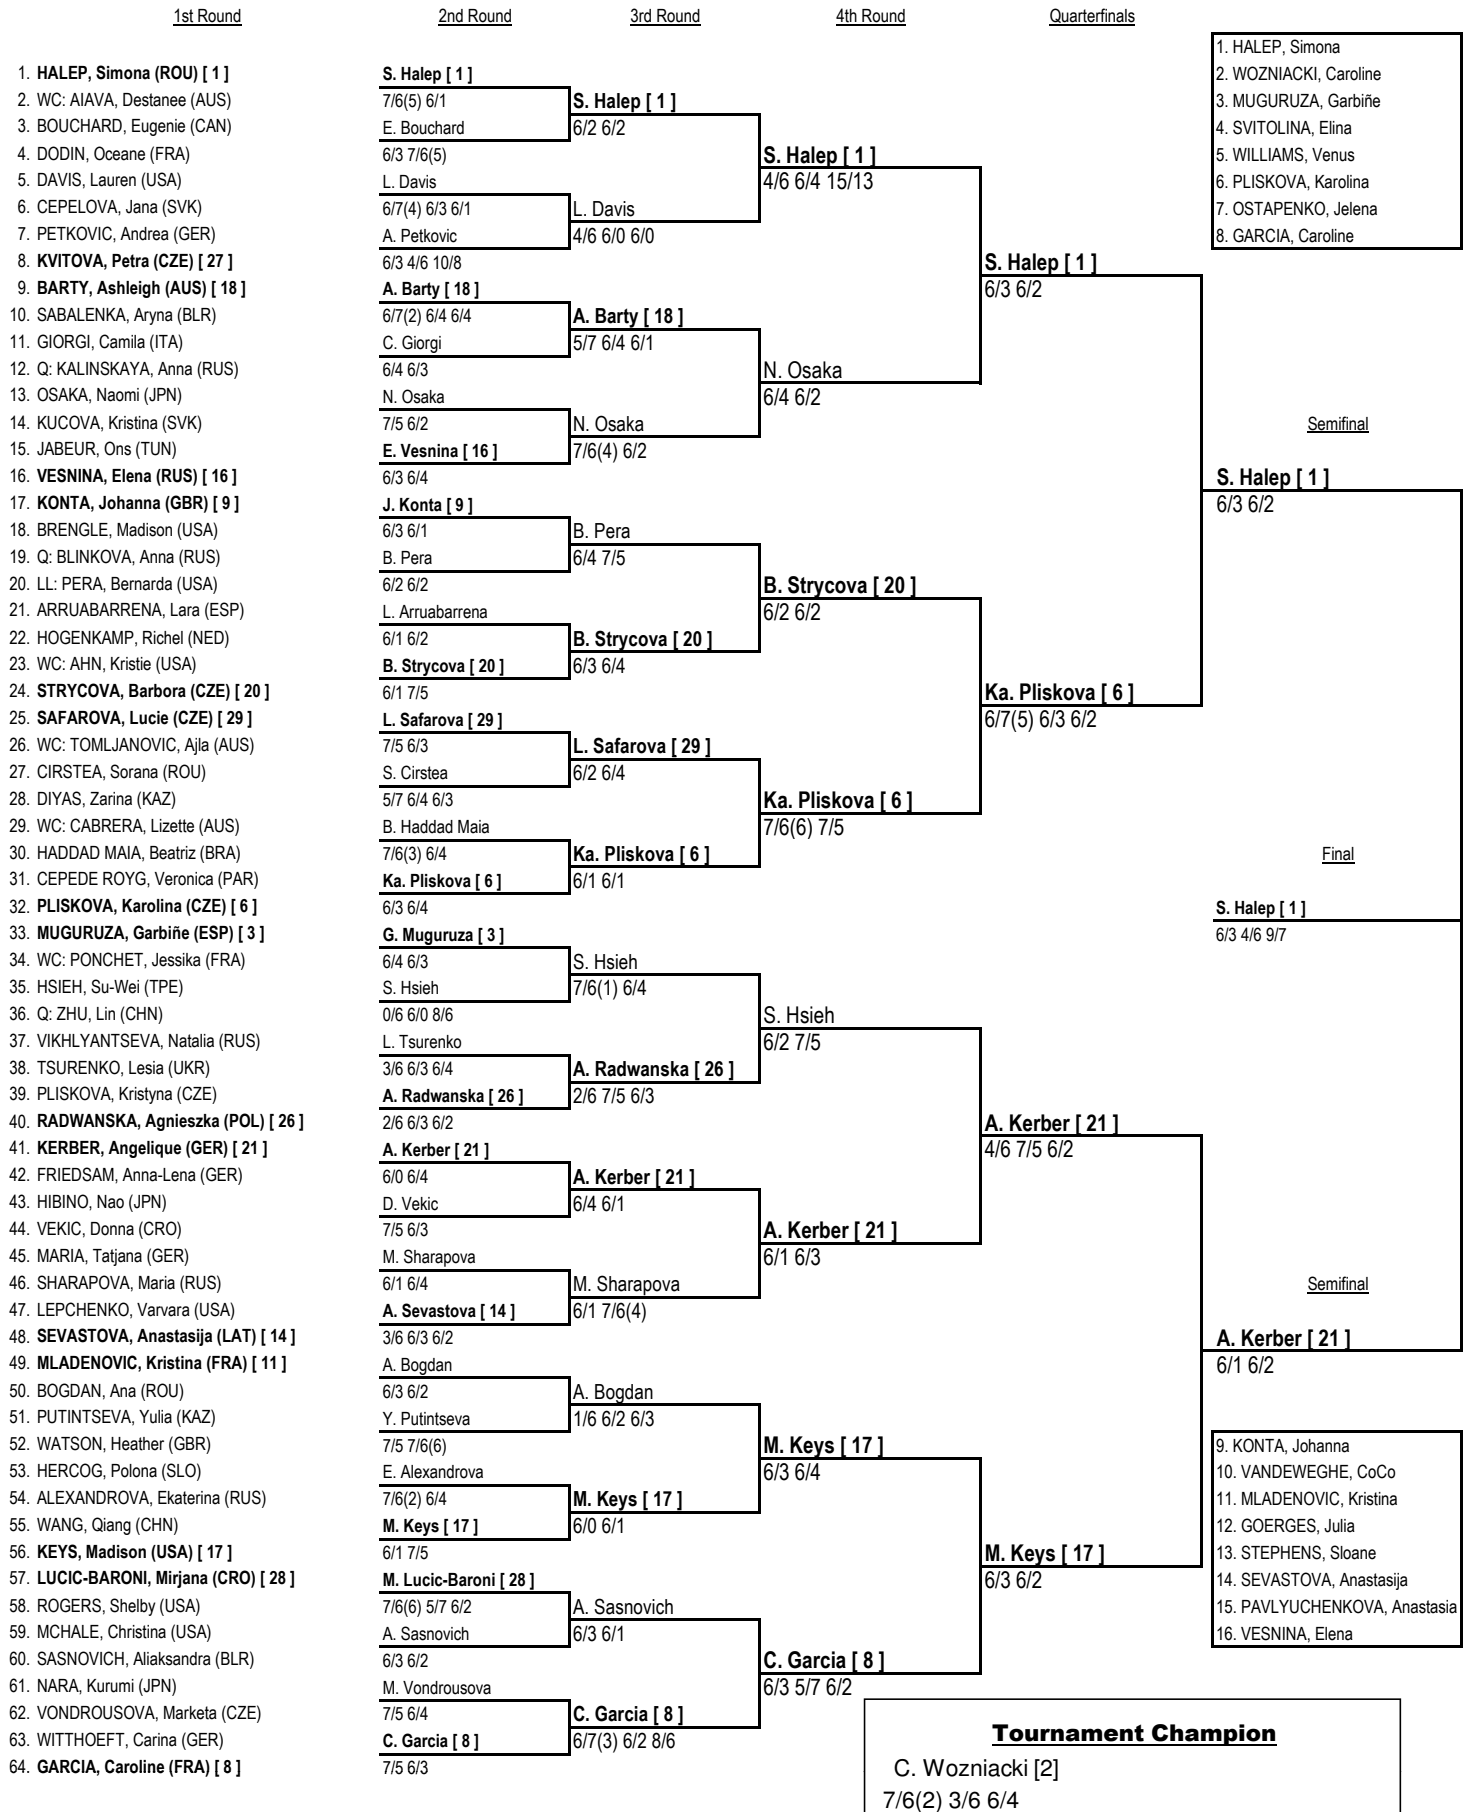 1st Round 2nd Round 3rd Round 4th Round Quarterfinals
1. HALEP, Simona
1. HALEP, Simona (ROU) [ 1 ] S. Halep [ 1 ] 2. WOZNIACKI, Caroline
2. WC: AIAVA, Destanee (AUS) 7/6(5) 6/1 S. Halep [ 1 ] 3. MUGURUZA, Garbiñe
3. BOUCHARD, Eugenie (CAN) E. Bouchard 6/2 6/2 4. SVITOLINA, Elina
4. DODIN, Oceane (FRA) 6/3 7/6(5) S. Halep [ 1 ] 5. WILLIAMS, Venus
5. DAVIS, Lauren (USA) L. Davis 4/6 6/4 15/13 6. PLISKOVA, Karolina
6. CEPELOVA, Jana (SVK) 6/7(4) 6/3 6/1 L. Davis 7. OSTAPENKO, Jelena
7. PETKOVIC, Andrea (GER) A. Petkovic 4/6 6/0 6/0 8. GARCIA, Caroline
8. KVITOVA, Petra (CZE) [ 27 ] 6/3 4/6 10/8 S. Halep [ 1 ]
9. BARTY, Ashleigh (AUS) [ 18 ] A. Barty [ 18 ] 6/3 6/2
10. SABALENKA, Aryna (BLR) 6/7(2) 6/4 6/4 A. Barty [ 18 ]
11. GIORGI, Camila (ITA) C. Giorgi 5/7 6/4 6/1
12. Q: KALINSKAYA, Anna (RUS) 6/4 6/3 N. Osaka
13. OSAKA, Naomi (JPN) N. Osaka 6/4 6/2
14. KUCOVA, Kristina (SVK) 7/5 6/2 N. Osaka Semifinal
15. JABEUR, Ons (TUN) E. Vesnina [ 16 ] 7/6(4) 6/2
16. VESNINA, Elena (RUS) [ 16 ] 6/3 6/4 S. Halep [ 1 ]
17. KONTA, Johanna (GBR) [ 9 ] J. Konta [ 9 ] 6/3 6/2
18. BRENGLE, Madison (USA) 6/3 6/1 B. Pera
19. Q: BLINKOVA, Anna (RUS) B. Pera 6/4 7/5
20. LL: PERA, Bernarda (USA) 6/2 6/2 B. Strycova [ 20 ]
21. ARRUABARRENA, Lara (ESP) L. Arruabarrena 6/2 6/2
22. HOGENKAMP, Richel (NED) 6/1 6/2 B. Strycova [ 20 ]
23. WC: AHN, Kristie (USA) B. Strycova [ 20 ] 6/3 6/4
24. STRYCOVA, Barbora (CZE) [ 20 ] 6/1 7/5 Ka. Pliskova [ 6 ]
25. SAFAROVA, Lucie (CZE) [ 29 ] L. Safarova [ 29 ] 6/7(5) 6/3 6/2
26. WC: TOMLJANOVIC, Ajla (AUS) 7/5 6/3 L. Safarova [ 29 ]
27. CIRSTEA, Sorana (ROU) S. Cirstea 6/2 6/4
28. DIYAS, Zarina (KAZ) 5/7 6/4 6/3 Ka. Pliskova [ 6 ]
29. WC: CABRERA, Lizette (AUS) B. Haddad Maia 7/6(6) 7/5
30. HADDAD MAIA, Beatriz (BRA) 7/6(3) 6/4 Ka. Pliskova [ 6 ] Final
31. CEPEDE ROYG, Veronica (PAR) Ka. Pliskova [ 6 ] 6/1 6/1
32. PLISKOVA, Karolina (CZE) [ 6 ] 6/3 6/4 S. Halep [ 1 ]
33. MUGURUZA, Garbiñe (ESP) [ 3 ] G. Muguruza [ 3 ] 6/3 4/6 9/7
34. WC: PONCHET, Jessika (FRA) 6/4 6/3 S. Hsieh
35. HSIEH, Su-Wei (TPE) S. Hsieh 7/6(1) 6/4
36. Q: ZHU, Lin (CHN) 0/6 6/0 8/6 S. Hsieh
37. VIKHLYANTSEVA, Natalia (RUS) L. Tsurenko 6/2 7/5
38. TSURENKO, Lesia (UKR) 3/6 6/3 6/4 A. Radwanska [ 26 ]
39. PLISKOVA, Kristyna (CZE) A. Radwanska [ 26 ] 2/6 7/5 6/3
40. RADWANSKA, Agnieszka (POL) [ 26 ] 2/6 6/3 6/2 A. Kerber [ 21 ]
41. KERBER, Angelique (GER) [ 21 ] A. Kerber [ 21 ] 4/6 7/5 6/2
42. FRIEDSAM, Anna-Lena (GER) 6/0 6/4 A. Kerber [ 21 ]
43. HIBINO, Nao (JPN) D. Vekic 6/4 6/1
44. VEKIC, Donna (CRO) 7/5 6/3 A. Kerber [ 21 ]
45. MARIA, Tatjana (GER) M. Sharapova 6/1 6/3
46. SHARAPOVA, Maria (RUS) 6/1 6/4 M. Sharapova Semifinal
47. LEPCHENKO, Varvara (USA) A. Sevastova [ 14 ] 6/1 7/6(4)
48. SEVASTOVA, Anastasija (LAT) [ 14 ] 3/6 6/3 6/2 A. Kerber [ 21 ]
49. MLADENOVIC, Kristina (FRA) [ 11 ] A. Bogdan 6/1 6/2
50. BOGDAN, Ana (ROU) 6/3 6/2 A. Bogdan
51. PUTINTSEVA, Yulia (KAZ) Y. Putintseva 1/6 6/2 6/3
52. WATSON, Heather (GBR) 7/5 7/6(6) M. Keys [ 17 ] 9. KONTA, Johanna
53. HERCOG, Polona (SLO) E. Alexandrova 6/3 6/4 10. VANDEWEGHE, CoCo
54. ALEXANDROVA, Ekaterina (RUS) 7/6(2) 6/4 M. Keys [ 17 ] 11. MLADENOVIC, Kristina
55. WANG, Qiang (CHN) M. Keys [ 17 ] 6/0 6/1 12. GOERGES, Julia
56. KEYS, Madison (USA) [ 17 ] 6/1 7/5 M. Keys [ 17 ] 13. STEPHENS, Sloane
57. LUCIC-BARONI, Mirjana (CRO) [ 28 ] M. Lucic-Baroni [ 28 ] 6/3 6/2 14. SEVASTOVA, Anastasija
58. ROGERS, Shelby (USA) 7/6(6) 5/7 6/2 A. Sasnovich 15. PAVLYUCHENKOVA, Anastasia
59. MCHALE, Christina (USA) A. Sasnovich 6/3 6/1 16. VESNINA, Elena
60. SASNOVICH, Aliaksandra (BLR) 6/3 6/2 C. Garcia [ 8 ]
61. NARA, Kurumi (JPN) M. Vondrousova 6/3 5/7 6/2
62. VONDROUSOVA, Marketa (CZE) 7/5 6/4 C. Garcia [ 8 ]
63. WITTHOEFT, Carina (GER) C. Garcia [ 8 ] 6/7(3) 6/2 8/6 Tournament Champion
64. GARCIA, Caroline (FRA) [ 8 ] 7/5 6/3 C. Wozniacki [2]
7/6(2) 3/6 6/4